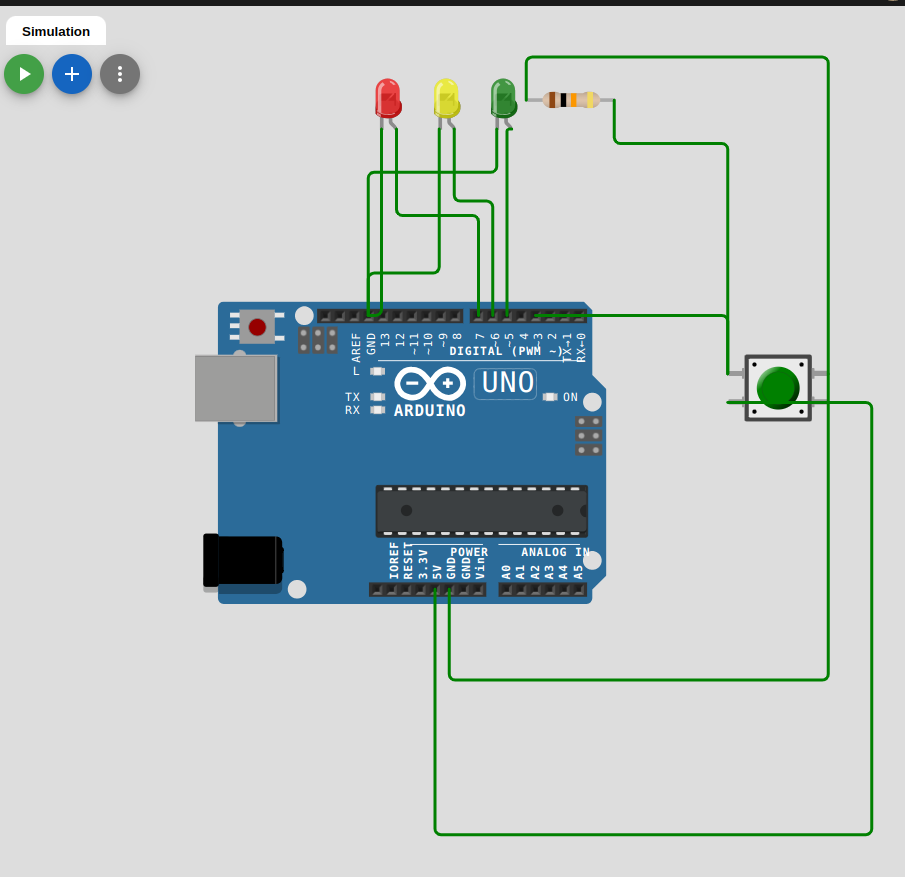 Simulation
AREF
GND
13
12
~11
~10
~9
8
7
~6
~5
4
~3
2
TX→1
RX←0
DIGITAL (PWM ~)
L
TX
RX
ARDUINO
UNO
ON
IOREF
RESET
3.3V
5V
GND
GND
Vin
POWER
ANALOG IN
A0
A1
A2
A3
A4
A5